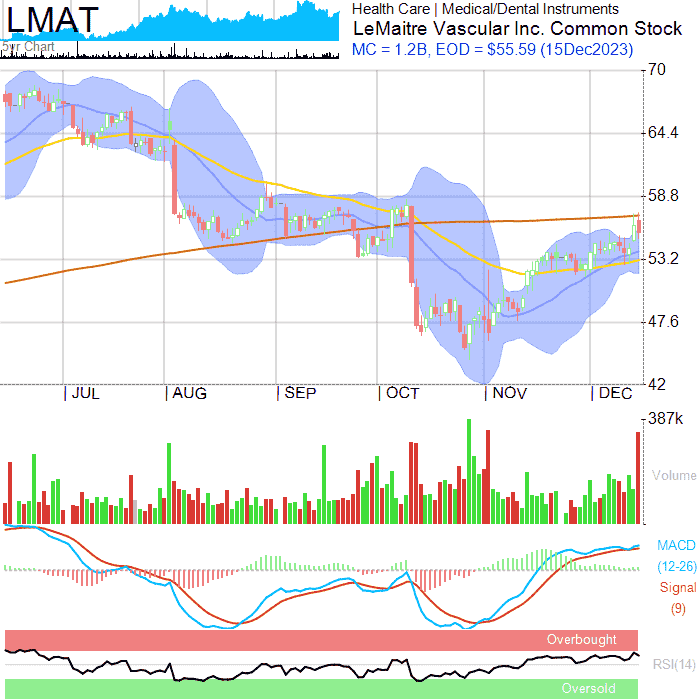 LMAT
5yr Chart
Health Care | Medical/Dental Instruments
LeMaitre Vascular Inc. Common Stock
MC = 1.2B, EOD = $55.59 (15Dec2023)
70
64.4
58.8
53.2
47.6
42
| JUL | AUG | SEP | OCT | NOV | DEC
387k
Volume
MACD
(12-26)
Signal
(9)
Overbought
RSI(14)
Oversold